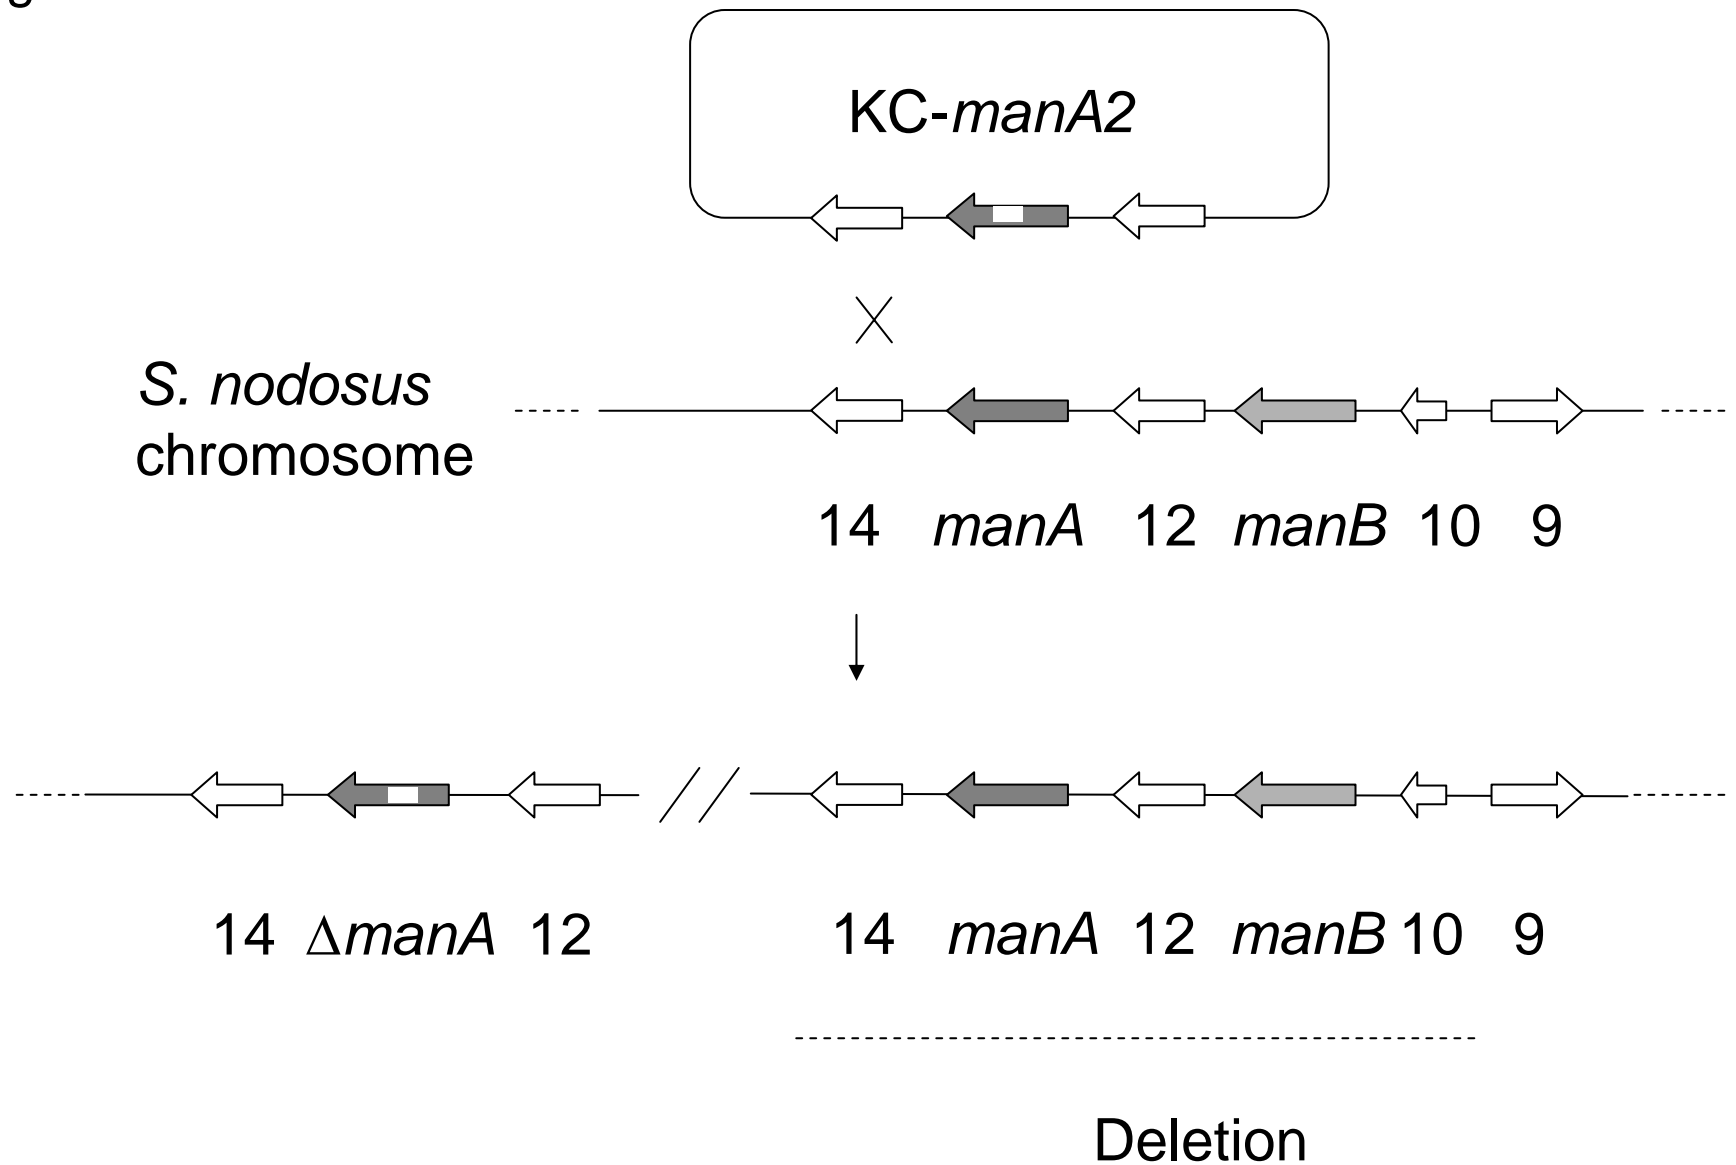 KC-manA2
S. nodosus
chromosome
14 manA 12 manB 10 9
14 ΔmanA 12 14 manA 12 manB 10 9
Deletion